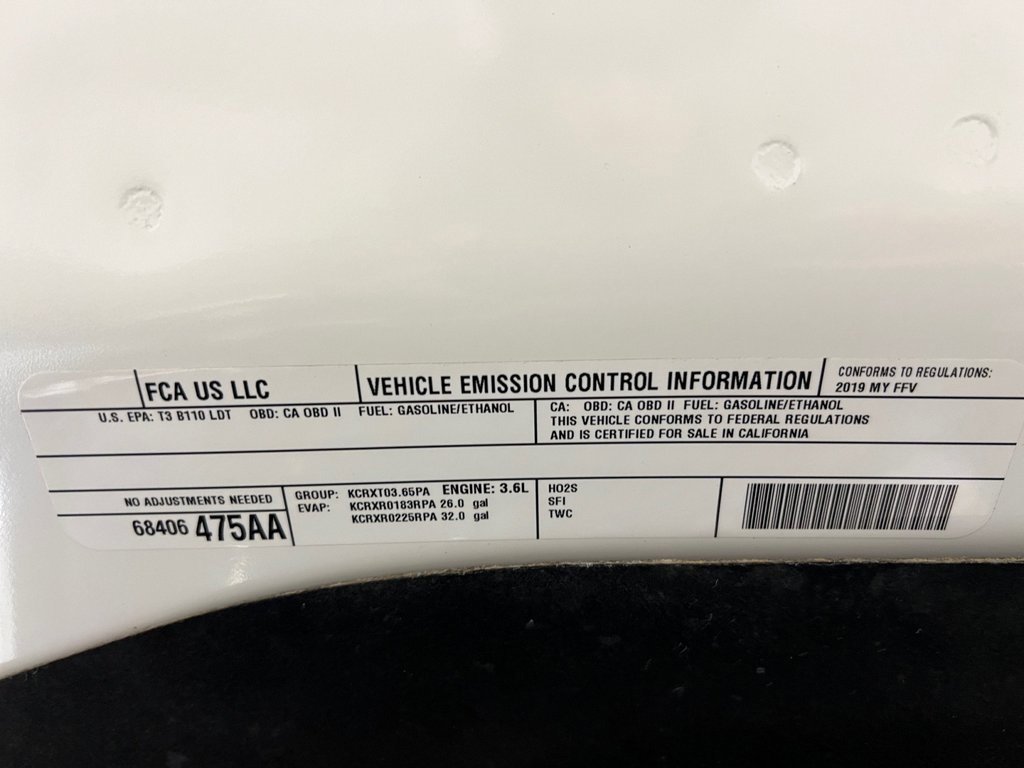 FCA US LLC
VEHICLE EMISSION CONTROL INFORMATION
CONFORMS TO REGULATIONS:
2019 MY FFV
U.S. EPA: T3 B110 LDT OBD: CA OBD II FUEL: GASOLINE/ETHANOL
CA: OBD: CA OBD II FUEL: GASOLINE/ETHANOL
THIS VEHICLE CONFORMS TO FEDERAL REGULATIONS
AND IS CERTIFIED FOR SALE IN CALIFORNIA
NO ADJUSTMENTS NEEDED
68406 475AA
GROUP: KCRXT03.65PA ENGINE: 3.6L
EVAP: KCRXR0183RPA 26.0 gal
KCRXR0225RPA 32.0 gal
HO2S
SFI
TWC